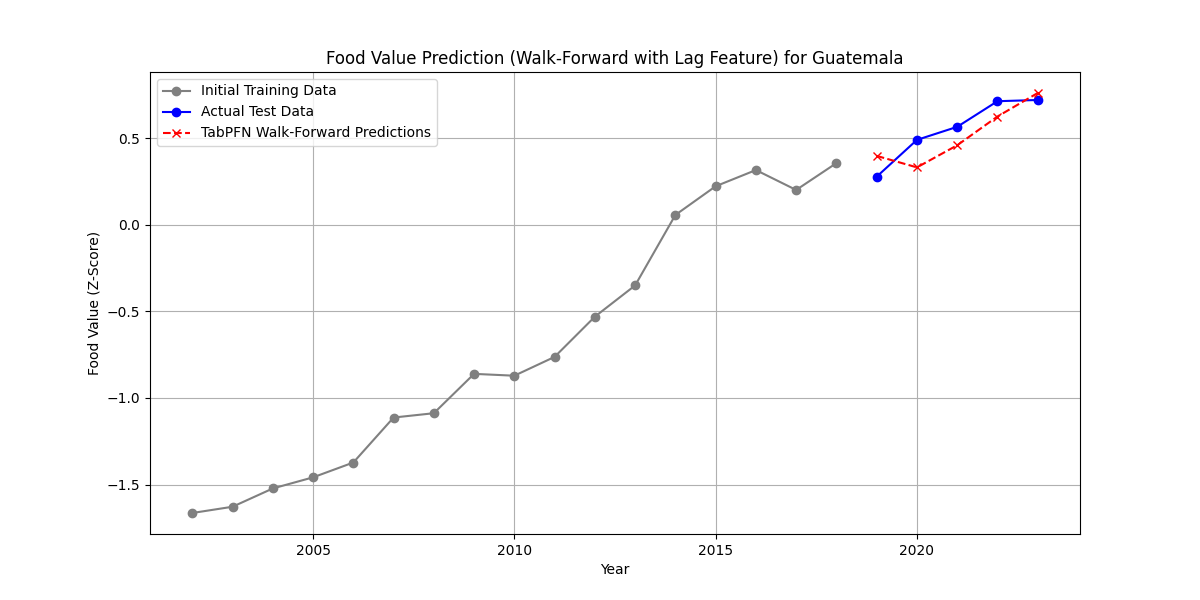 Food Value Prediction (Walk-Forward with Lag Feature) for Guatemala
Initial Training Data
Actual Test Data
TabPFN Walk-Forward Predictions
0.5
0.0
−0.5
−1.0
−1.5
Food Value (Z-Score)
2005
2010
2015
2020
Year